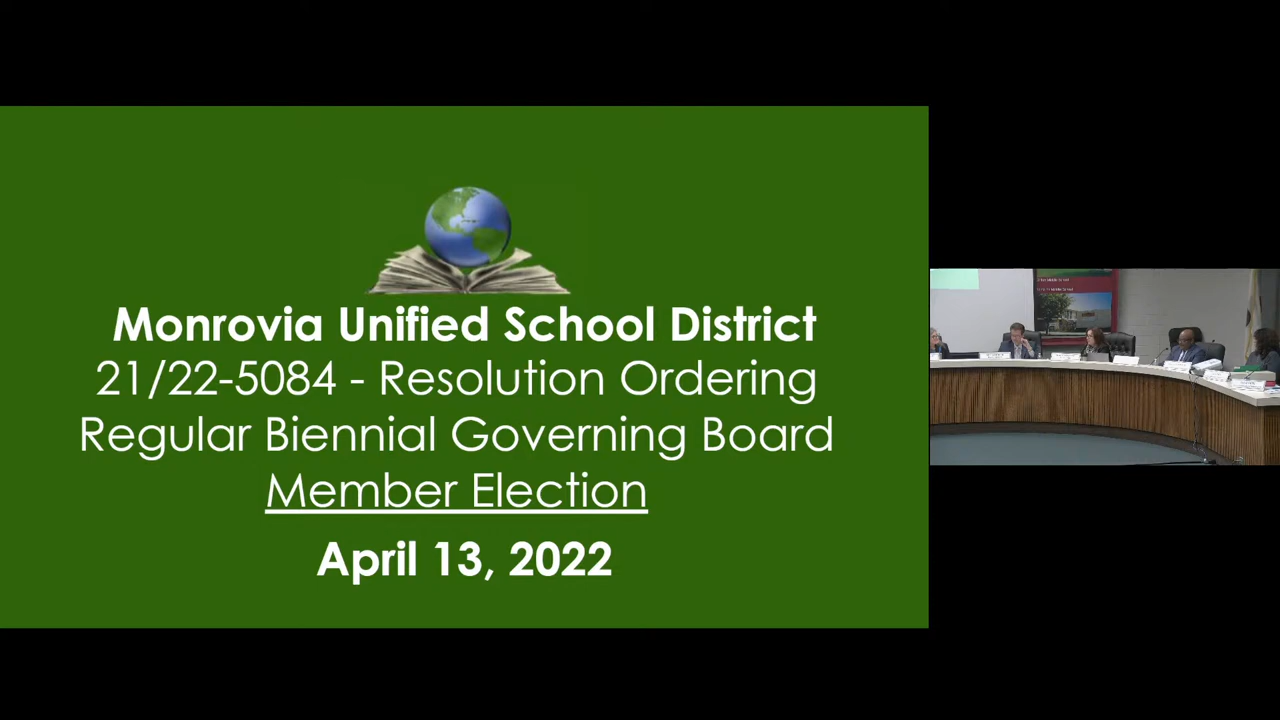 Monrovia Unified School District
21/22-5084 - Resolution Ordering
Regular Biennial Governing Board
Member Election
April 13, 2022